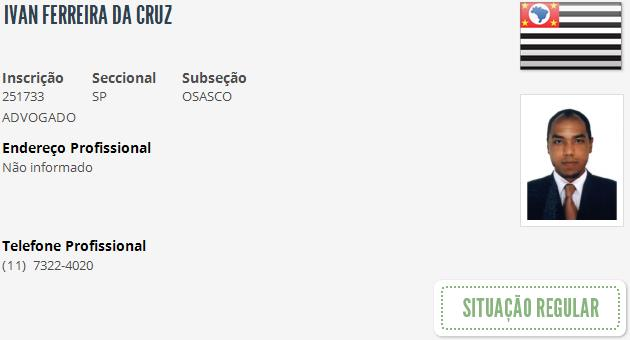 IVAN FERREIRA DA CRUZ
Inscrição Seccional Subseção
251733 SP OSASCO
ADVOGADO
Endereço Profissional
Não informado
Telefone Profissional
(11) 7322-4020
SITUAÇÃO REGULAR